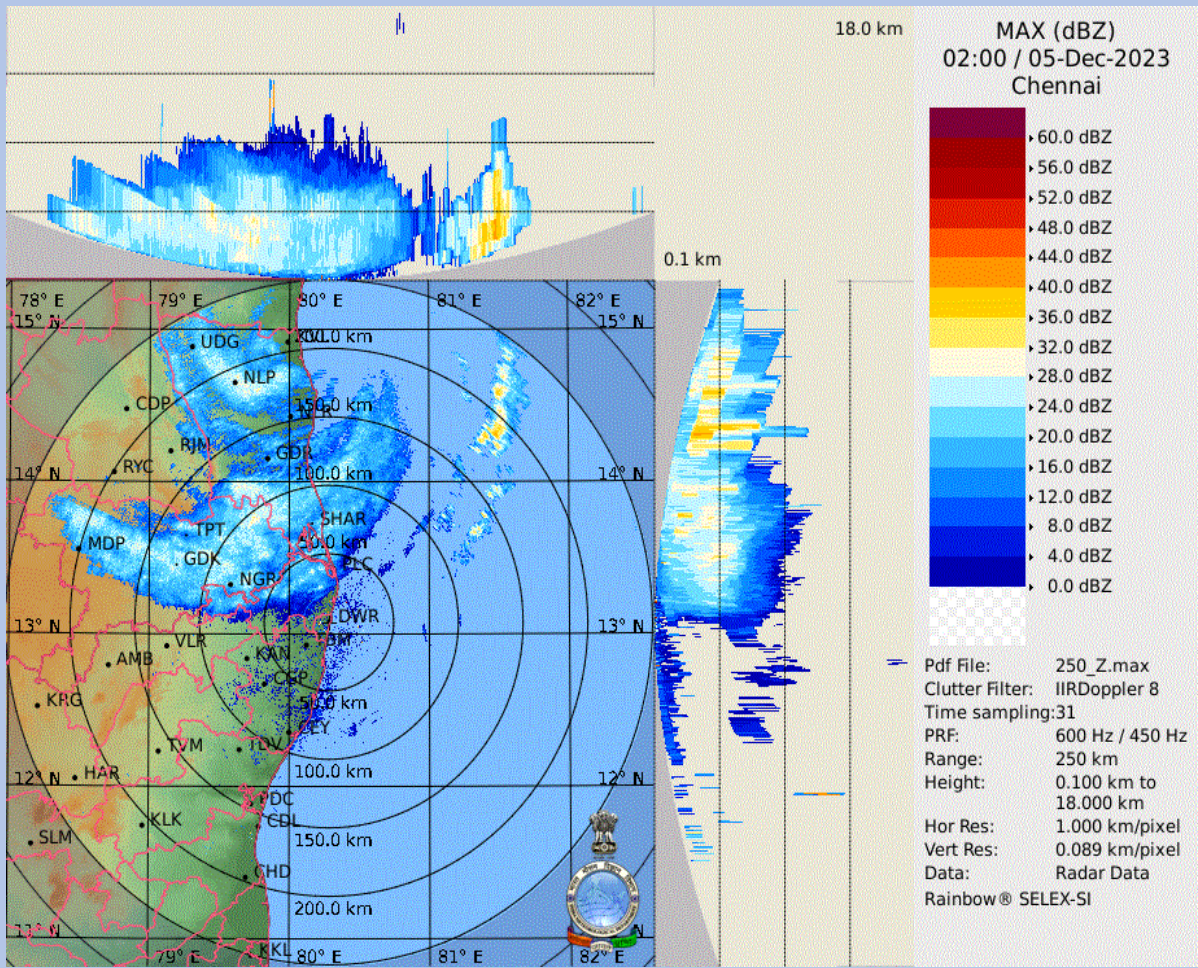 18.0 km
0.1 km
MAX (dBZ)
02:00 / 05-Dec-2023
Chennai
60.0 dBZ
56.0 dBZ
52.0 dBZ
48.0 dBZ
44.0 dBZ
40.0 dBZ
36.0 dBZ
32.0 dBZ
28.0 dBZ
24.0 dBZ
20.0 dBZ
16.0 dBZ
12.0 dBZ
8.0 dBZ
4.0 dBZ
0.0 dBZ
Pdf File: 250_Z.max
Clutter Filter: IIRDoppler 8
Time sampling:31
PRF: 600 Hz / 450 Hz
Range: 250 km
Height: 0.100 km to
18.000 km
Hor Res: 1.000 km/pixel
Vert Res: 0.089 km/pixel
Data: Radar Data
Rainbow® SELEX-SI
78° E 79° E 80° E 81° E 82° E
15° N 15° N
UDG
NLP
CDP
150.0 km
RJM
GDR
RYC
14° N 100.0 km 14° N
SHAR
TPT
50.0 km
MDP
GDK
PLC
NGR
DWR
13° N 13° N
VLR
KAN
AMB
CGP
KRG
50.0 km
TVM
TDV
100.0 km
HAR
12° N 12° N
PDC
KLK
CDL
SLM
150.0 km
CHD
200.0 km
11° N N
KKL
79° E 80° E 81° E 82° E